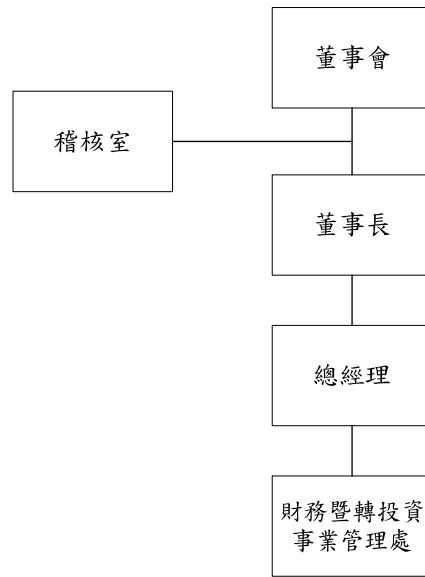 董事會
稽核室
董事長
總經理
財務暨轉投資
事業管理處